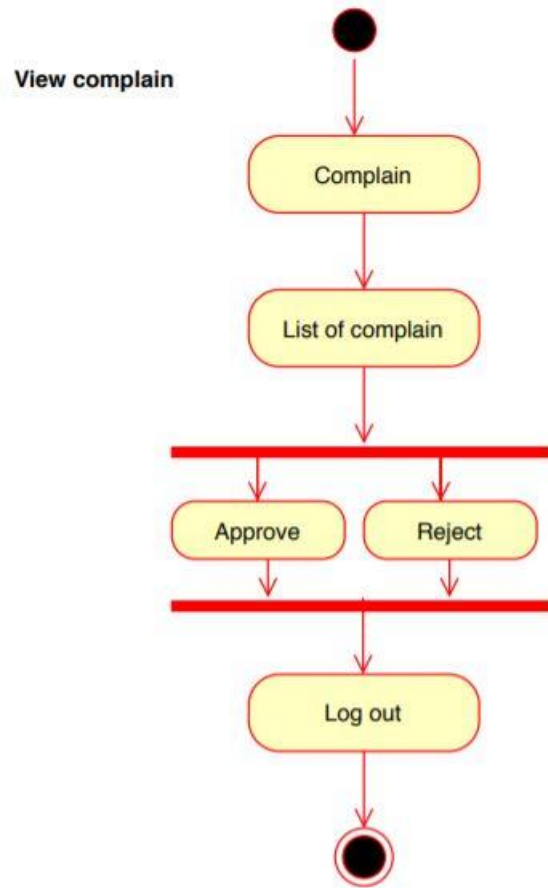 View complain
Complain
List of complain
Approve
Reject
Log out